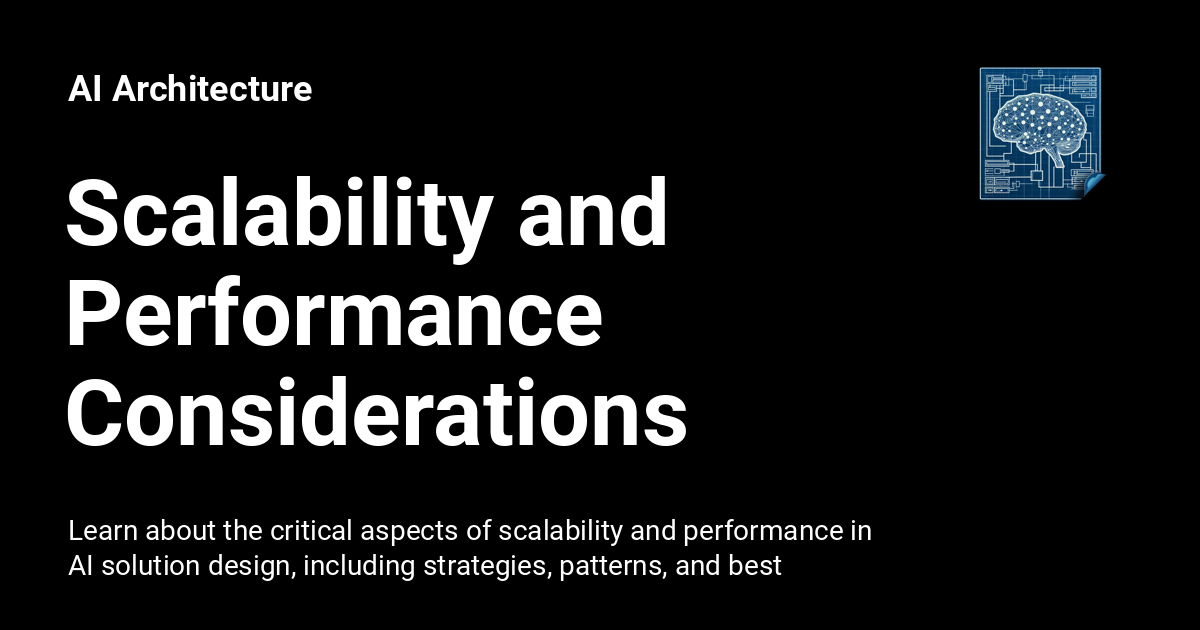 AI Architecture
Scalability and
Performance
Considerations
Learn about the critical aspects of scalability and performance in
AI solution design, including strategies, patterns, and best